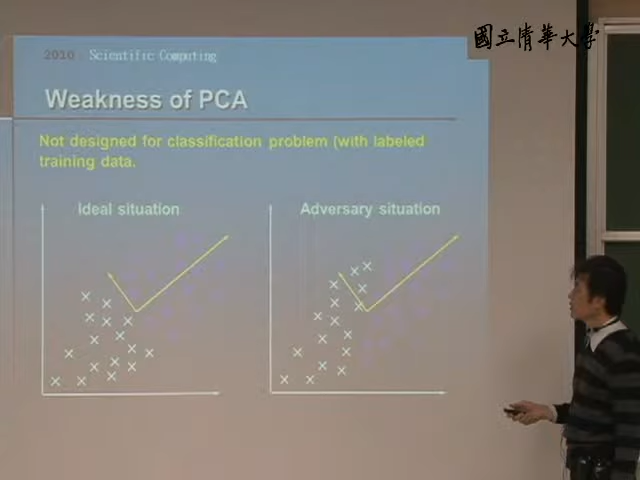 國立清華大學
2010 Scientific Computing
Weakness of PCA
Not designed for classification problem (with labeled
training data.
Ideal situation
Adversary situation